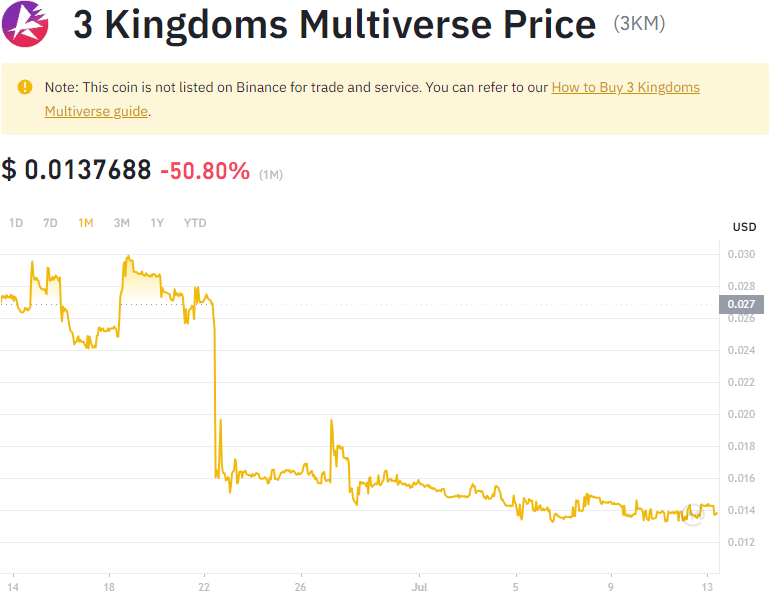 3 Kingdoms Multiverse Price (3KM)
Note: This coin is not listed on Binance for trade and service. You can refer to our How to Buy 3 Kingdoms
Multiverse guide.
$ 0.0137688 -50.80% (1M)
1D 7D 1M 3M 1Y YTD
USD
0.030
0.028
0.027
0.026
0.024
0.022
0.020
0.018
0.016
0.014
0.012
14 18 22 26 Jul 5 9 13